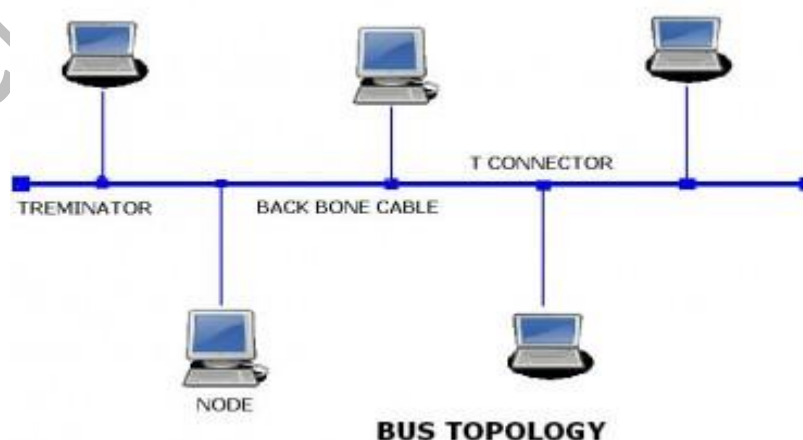 T CONNECTOR
TREMINATOR
BACK BONE CABLE
NODE
BUS TOPOLOGY